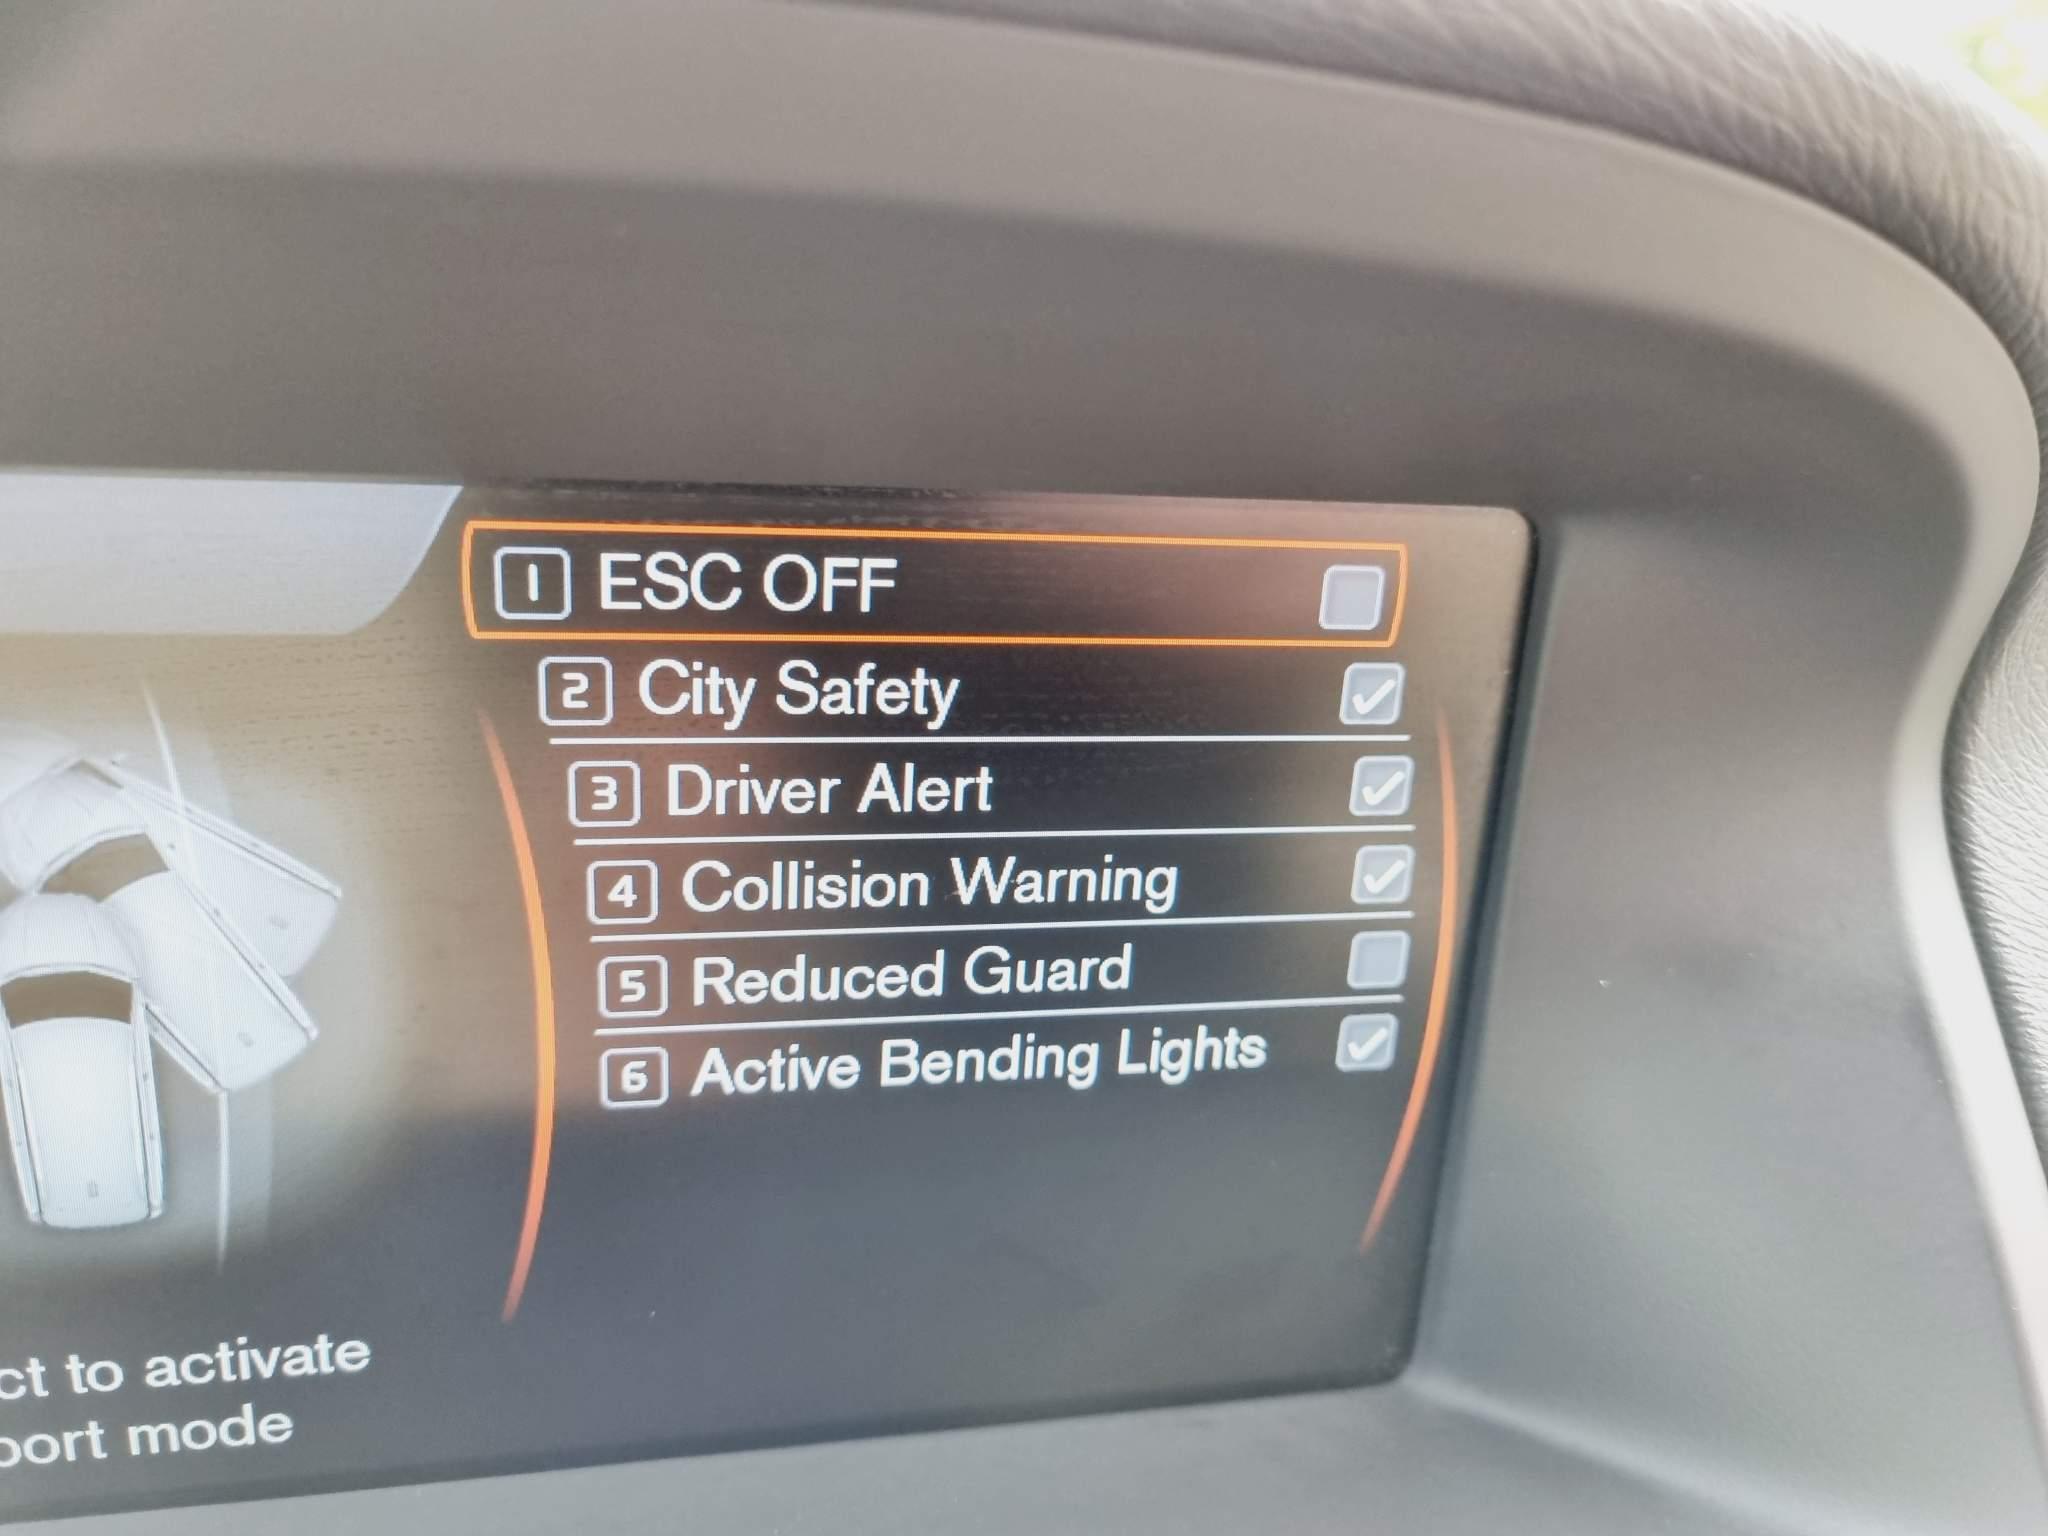 1 ESC OFF
2 City Safety
3 Driver Alert
4 Collision Warning
5 Reduced Guard
6 Active Bending Lights
ct to activate
port mode